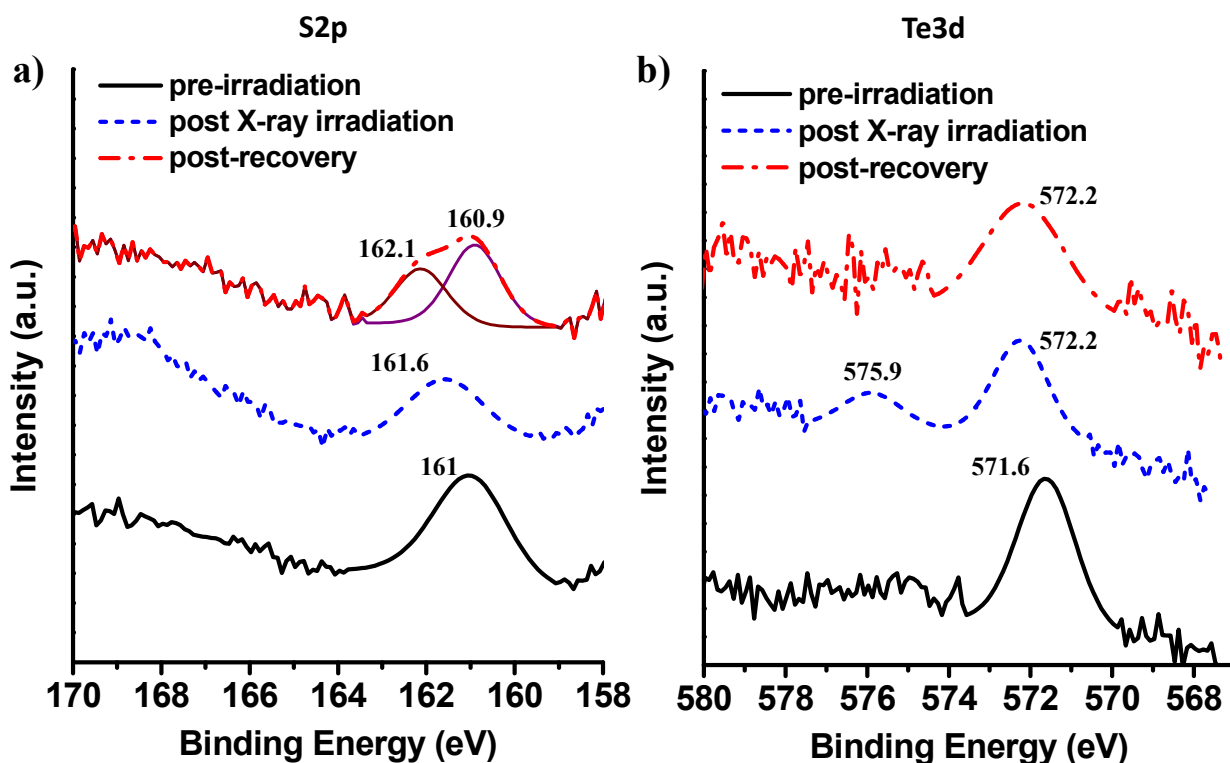 S2p
a)
pre-irradiation
post X-ray irradiation
post-recovery
160.9
162.1
161.6
161
Intensity (a.u.)
170 168 166 164 162 160 158
Binding Energy (eV)
Te3d
b)
pre-irradiation
post X-ray irradiation
post-recovery
572.2
572.2
575.9
571.6
Intensity (a.u.)
580 578 576 574 572 570 568
Binding Energy (eV)